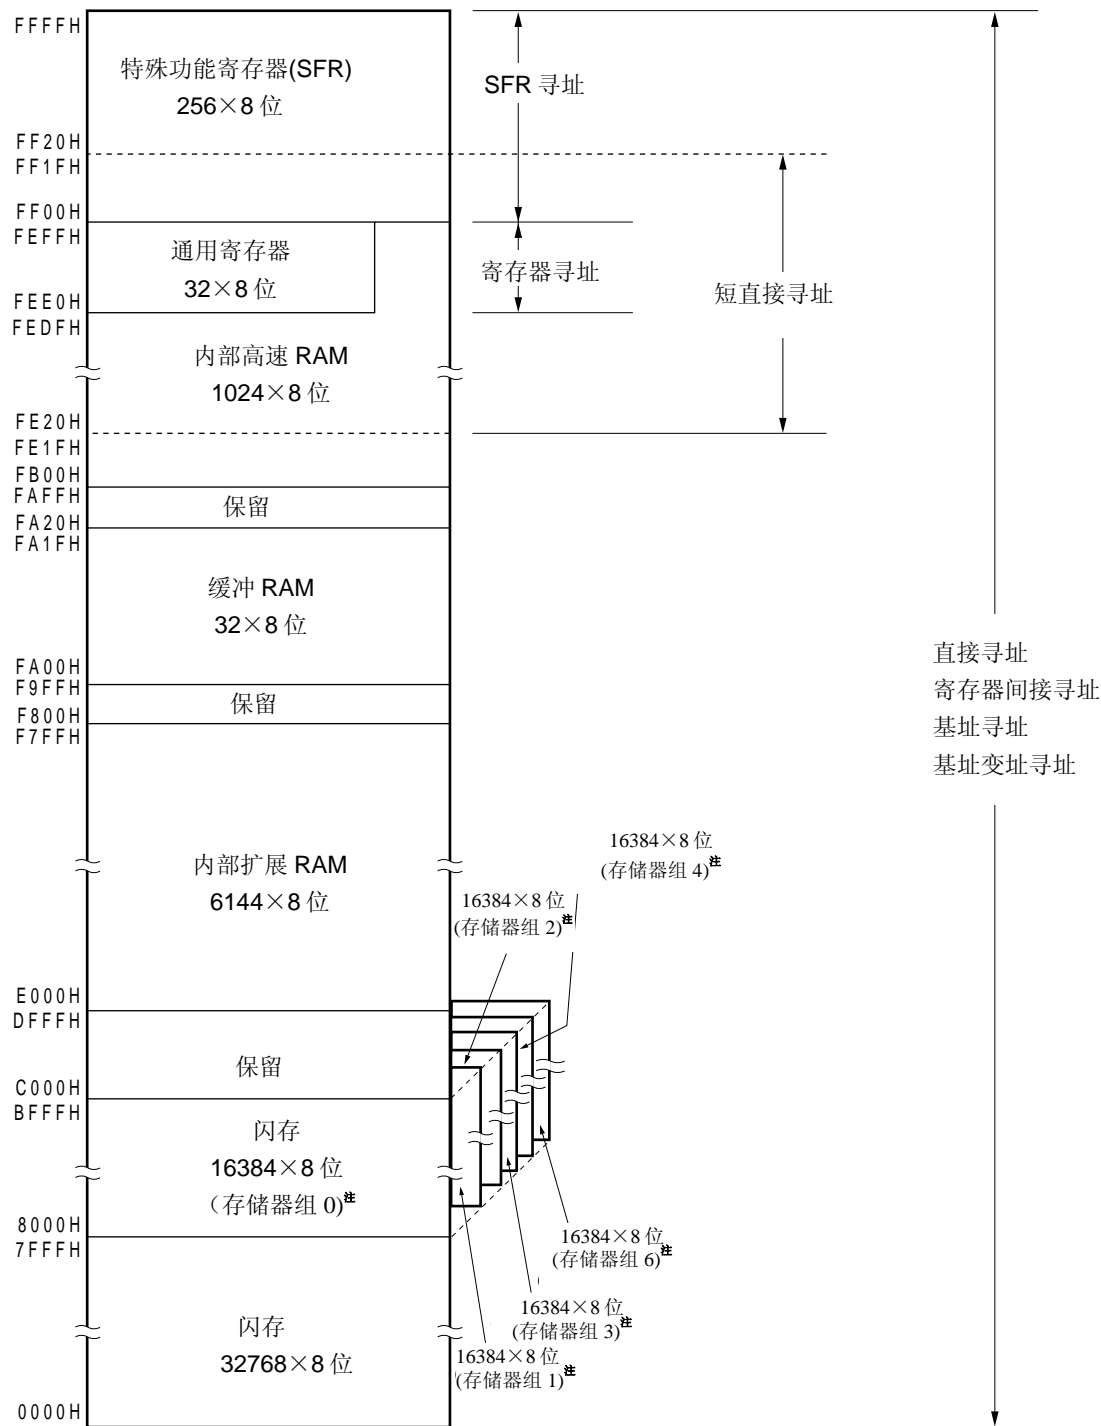 FFFFH
特殊功能寄存器(SFR)
256×8 位
SFR 寻址
FF20H
FF1FH
FF00H
FEFFH
通用寄存器
32×8 位
寄存器寻址
短直接寻址
FEE0H
FEDFH
内部高速 RAM
1024×8 位
FE20H
FE1FH
FB00H
FAFFH
保留
FA20H
FA1FH
缓冲 RAM
32×8 位
FA00H
F9FFH
保留
F800H
F7FFH
直接寻址
寄存器间接寻址
基址寻址
基址变址寻址
内部扩展 RAM
6144×8 位
16384×8 位
(存储器组 4)注
16384×8 位
(存储器组 2)注
E000H
DFFFH
保留
C000H
BFFFH
闪存
16384×8 位
（存储器组 0)注
8000H
7FFFH
16384×8 位
(存储器组 6)注
16384×8 位
(存储器组 3)注
16384×8 位
(存储器组 1)注
闪存
32768×8 位
0000H